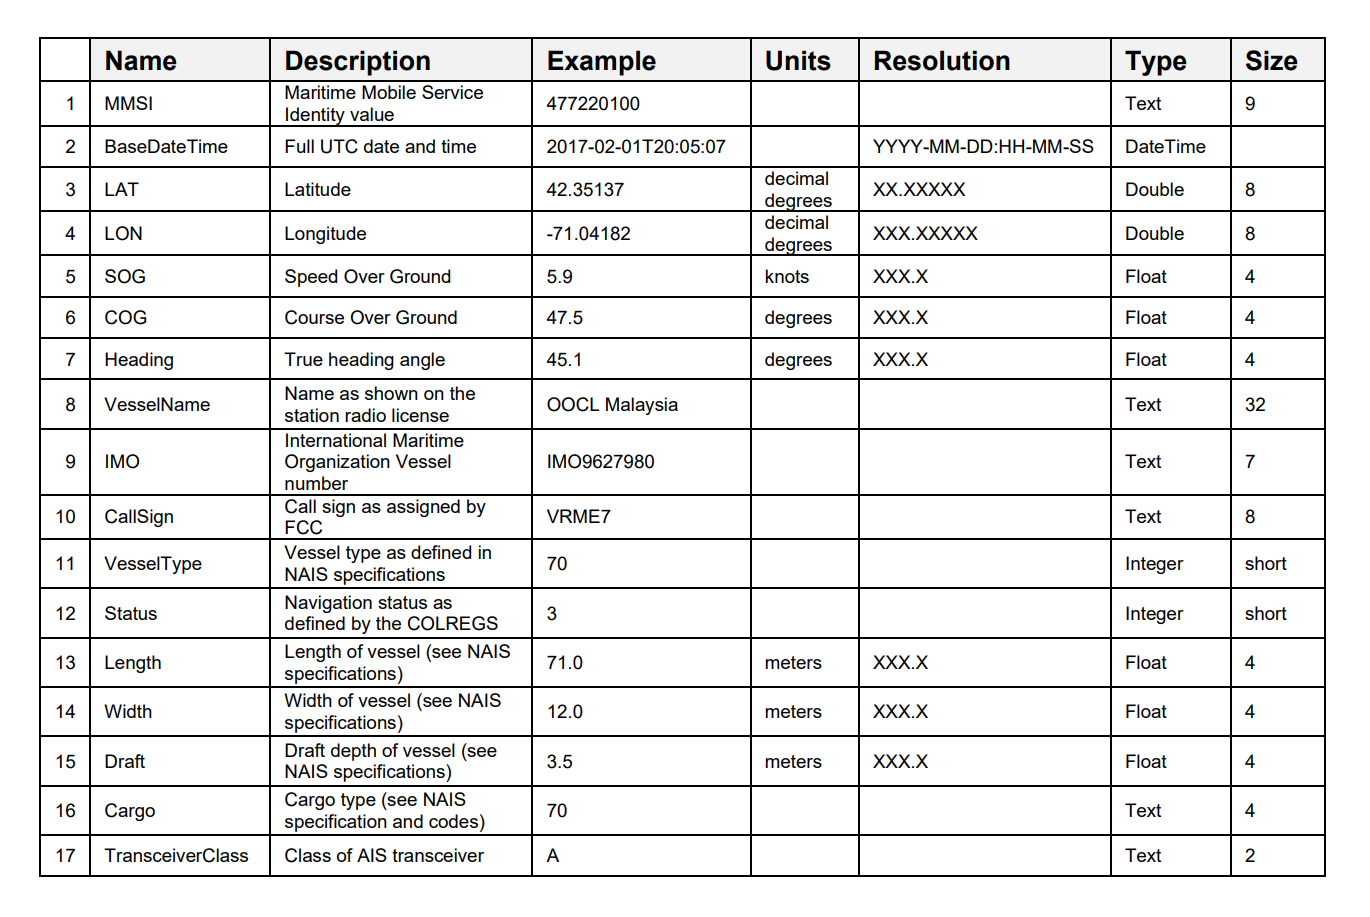 Name Description Example Units Resolution Type Size
1 MMSI Maritime Mobile Service
Identity value 477220100 Text 9
2 BaseDateTime Full UTC date and time 2017-02-01T20:05:07 YYYY-MM-DD:HH-MM-SS DateTime
3 LAT Latitude 42.35137 decimal
degrees XX.XXXXX Double 8
4 LON Longitude -71.04182 decimal
degrees XXX.XXXXX Double 8
5 SOG Speed Over Ground 5.9 knots XXX.X Float 4
6 COG Course Over Ground 47.5 degrees XXX.X Float 4
7 Heading True heading angle 45.1 degrees XXX.X Float 4
8 VesselName Name as shown on the
station radio license OOCL Malaysia Text 32
9 IMO International Maritime
Organization Vessel
number IMO9627980 Text 7
10 CallSign Call sign as assigned by
FCC VRME7 Text 8
11 VesselType Vessel type as defined in
NAIS specifications 70 Integer short
12 Status Navigation status as
defined by the COLREGS 3 Integer short
13 Length Length of vessel (see NAIS
specifications) 71.0 meters XXX.X Float 4
14 Width Width of vessel (see NAIS
specifications) 12.0 meters XXX.X Float 4
15 Draft Draft depth of vessel (see
NAIS specifications) 3.5 meters XXX.X Float 4
16 Cargo Cargo type (see NAIS
specification and codes) 70 Text 4
17 TransceiverClass Class of AIS transceiver A Text 2